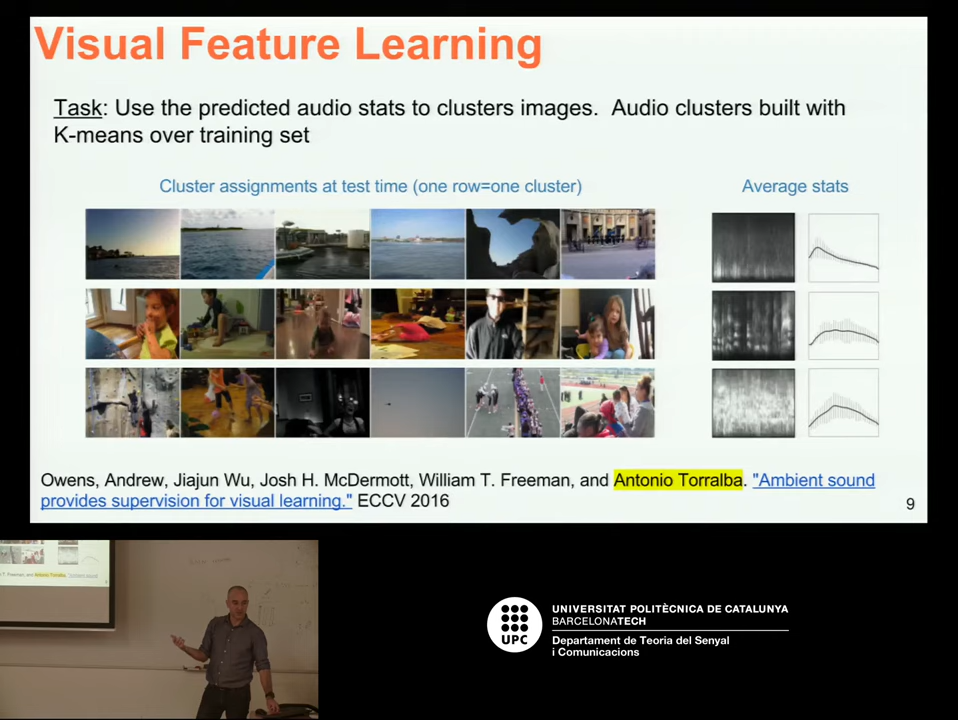 Visual Feature Learning
Task: Use the predicted audio stats to clusters images. Audio clusters built with
K-means over training set
Cluster assignments at test time (one row=one cluster)
Average stats
Owens, Andrew, Jiajun Wu, Josh H. McDermott, William T. Freeman, and Antonio Torralba. "Ambient sound
provides supervision for visual learning." ECCV 2016
9
UPC
UNIVERSITAT POLITÈCNICA DE CATALUNYA
BARCELONATECH
Departament de Teoria del Senyal
i Comunicacions